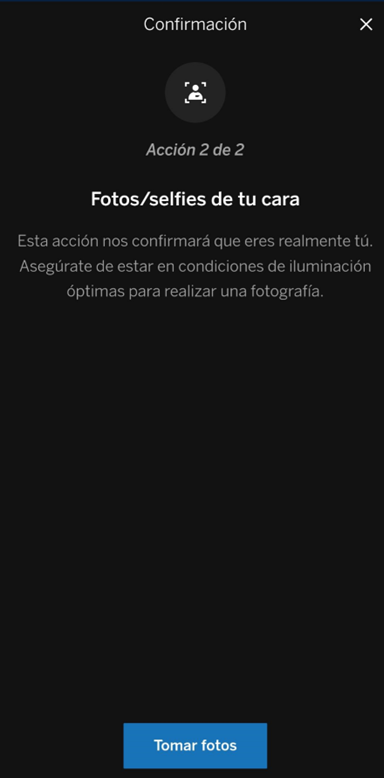 Confirmación
Acción 2 de 2
Fotos/selfies de tu cara
Esta acción nos confirmará que eres realmente tú.
Asegúrate de estar en condiciones de iluminación
óptimas para realizar una fotografía.
Tomar fotos